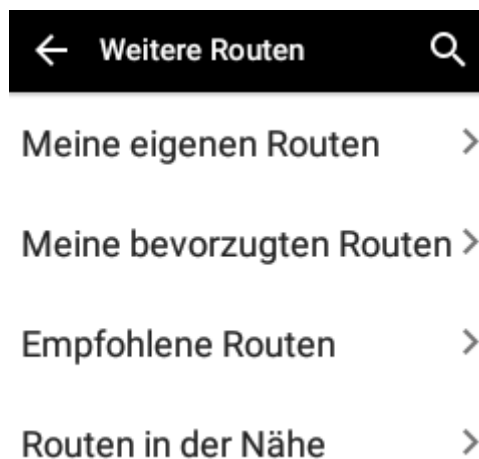 Weitere Routen
Meine eigenen Routen
Meine bevorzugten Routen
Empfohlene Routen
Routen in der Nähe